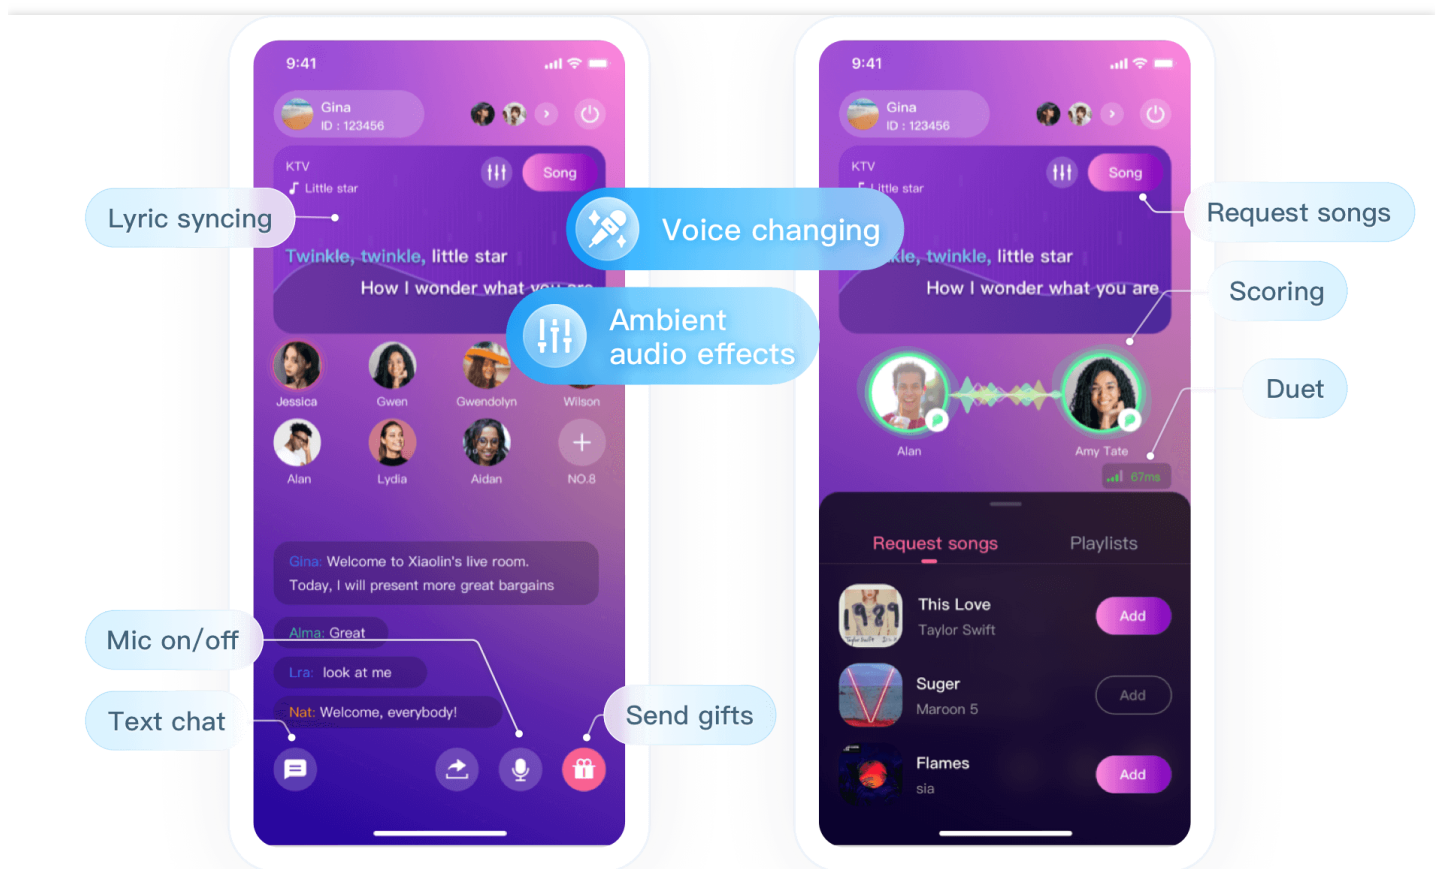 9:41
Gina
ID : 123456
KTV
Song
Little star
Twinkle, twinkle, little star
How I wonder what you are
Jessica
Gwen
Gwendolyn
Wilson
Alan
Lydia
Aidan
NO.8
Gina: Welcome to Xiaolin's live room.
Today, I will present more great bargains
Alma: Great
Lra: look at me
Nat: Welcome, everybody!
Lyric syncing
Mic on/off
Text chat
Send gifts
Voice changing
Ambient
audio effects
9:41
Gina
ID : 123456
KTV
Song
Little star
kle, twinkle, little star
How I wonder what you are
Alan
Amy Tate
67ms
Request songs
Playlists
1989
This Love
Taylor Swift
Add
Suger
Maroon 5
Add
Flames
sia
Add
Request songs
Scoring
Duet